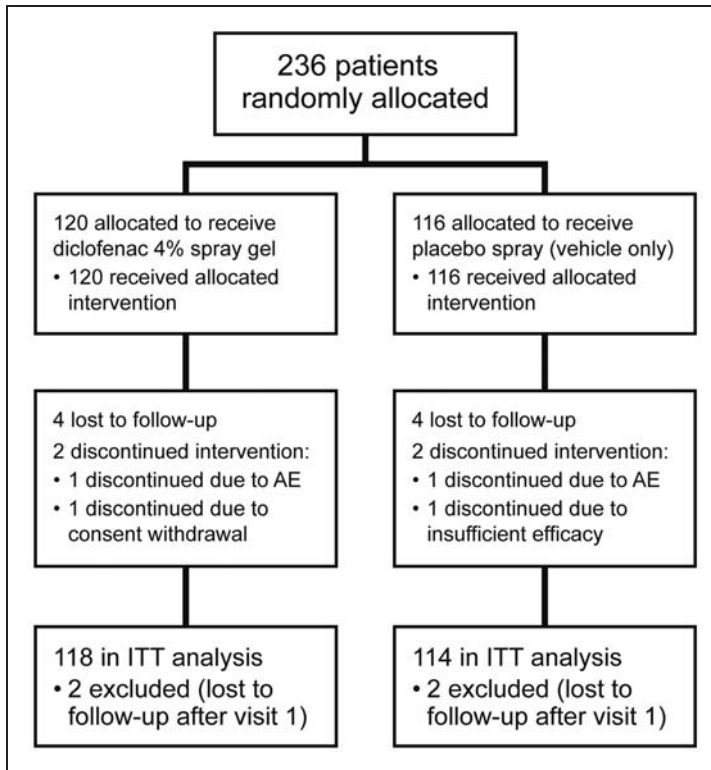 236 patients
randomly allocated
120 allocated to receive
diclofenac 4% spray gel
• 120 received allocated
intervention
116 allocated to receive
placebo spray (vehicle only)
• 116 received allocated
intervention
4 lost to follow-up
2 discontinued intervention:
• 1 discontinued due to AE
• 1 discontinued due to
consent withdrawal
4 lost to follow-up
2 discontinued intervention:
• 1 discontinued due to AE
• 1 discontinued due to
insufficient efficacy
118 in ITT analysis
• 2 excluded (lost to
follow-up after visit 1)
114 in ITT analysis
• 2 excluded (lost to
follow-up after visit 1)